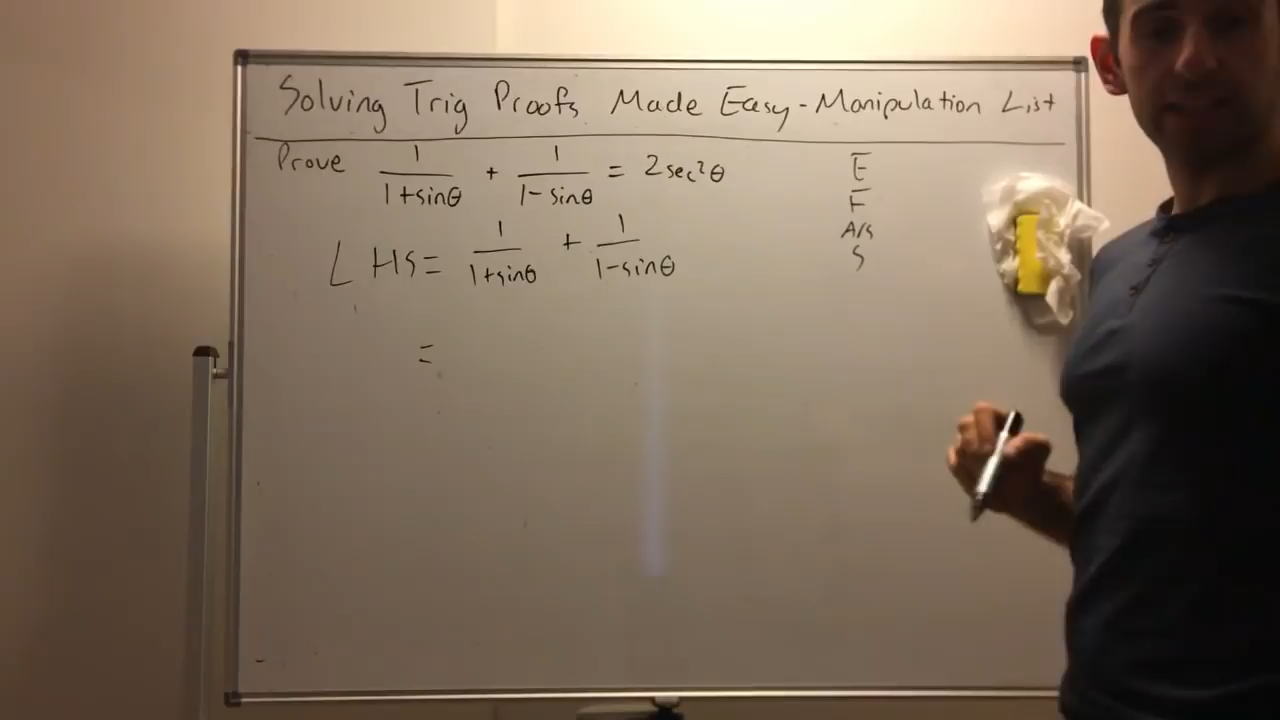 Solving Trig Proofs Made Easy - Manipulation List
Prove 1/(1+sinθ) + 1/(1-sinθ) = 2sec²θ
LHS = 1/(1+sinθ) + 1/(1-sinθ)
=
E
F
A/S
S